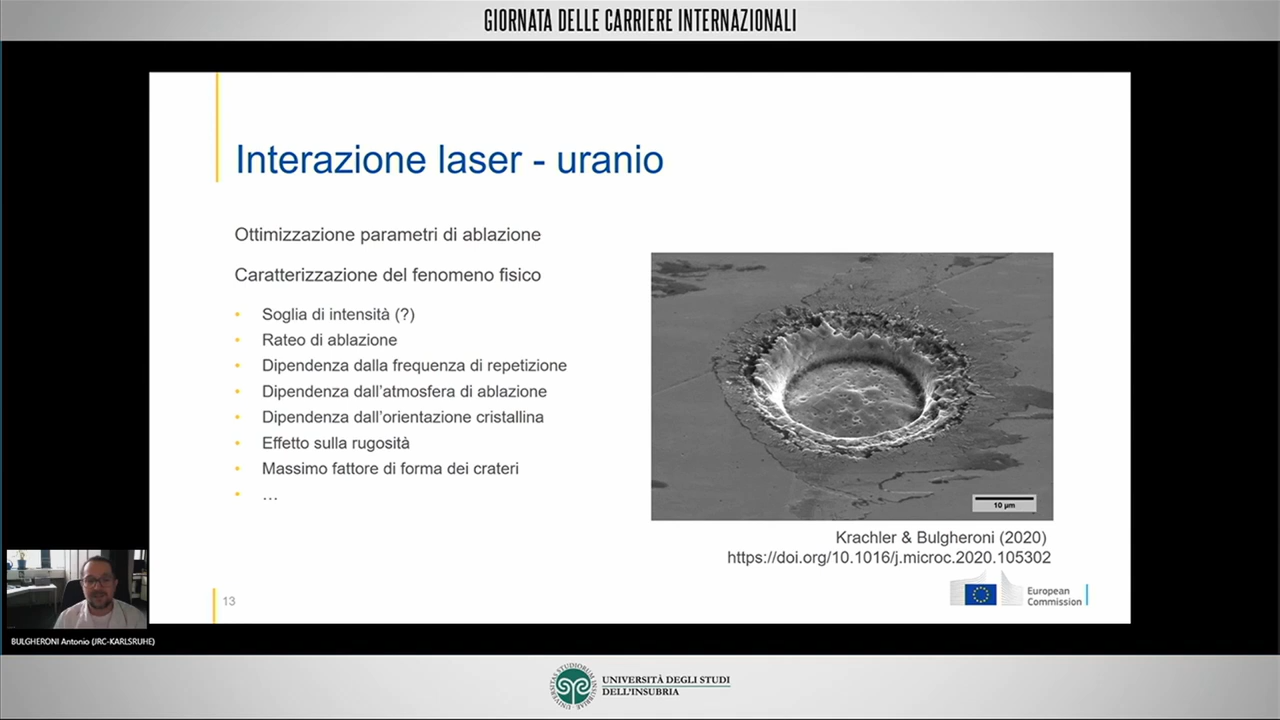 GIORNATA DELLE CARRIERE INTERNAZIONALI
Interazione laser - uranio
Ottimizzazione parametri di ablazione
Caratterizzazione del fenomeno fisico
• Soglia di intensità (?)
• Rateo di ablazione
• Dipendenza dalla frequenza di repetizione
• Dipendenza dall'atmosfera di ablazione
• Dipendenza dall'orientazione cristallina
• Effetto sulla rugosità
• Massimo fattore di forma dei crateri
• …
10 µm
Krachler & Bulgheroni (2020)
https://doi.org/10.1016/j.microc.2020.105302
13
European
Commission
BULGHERONI Antonio (JRC-KARLSRUHE)
UNIVERSITÀ DEGLI STUDI
DELL'INSUBRIA